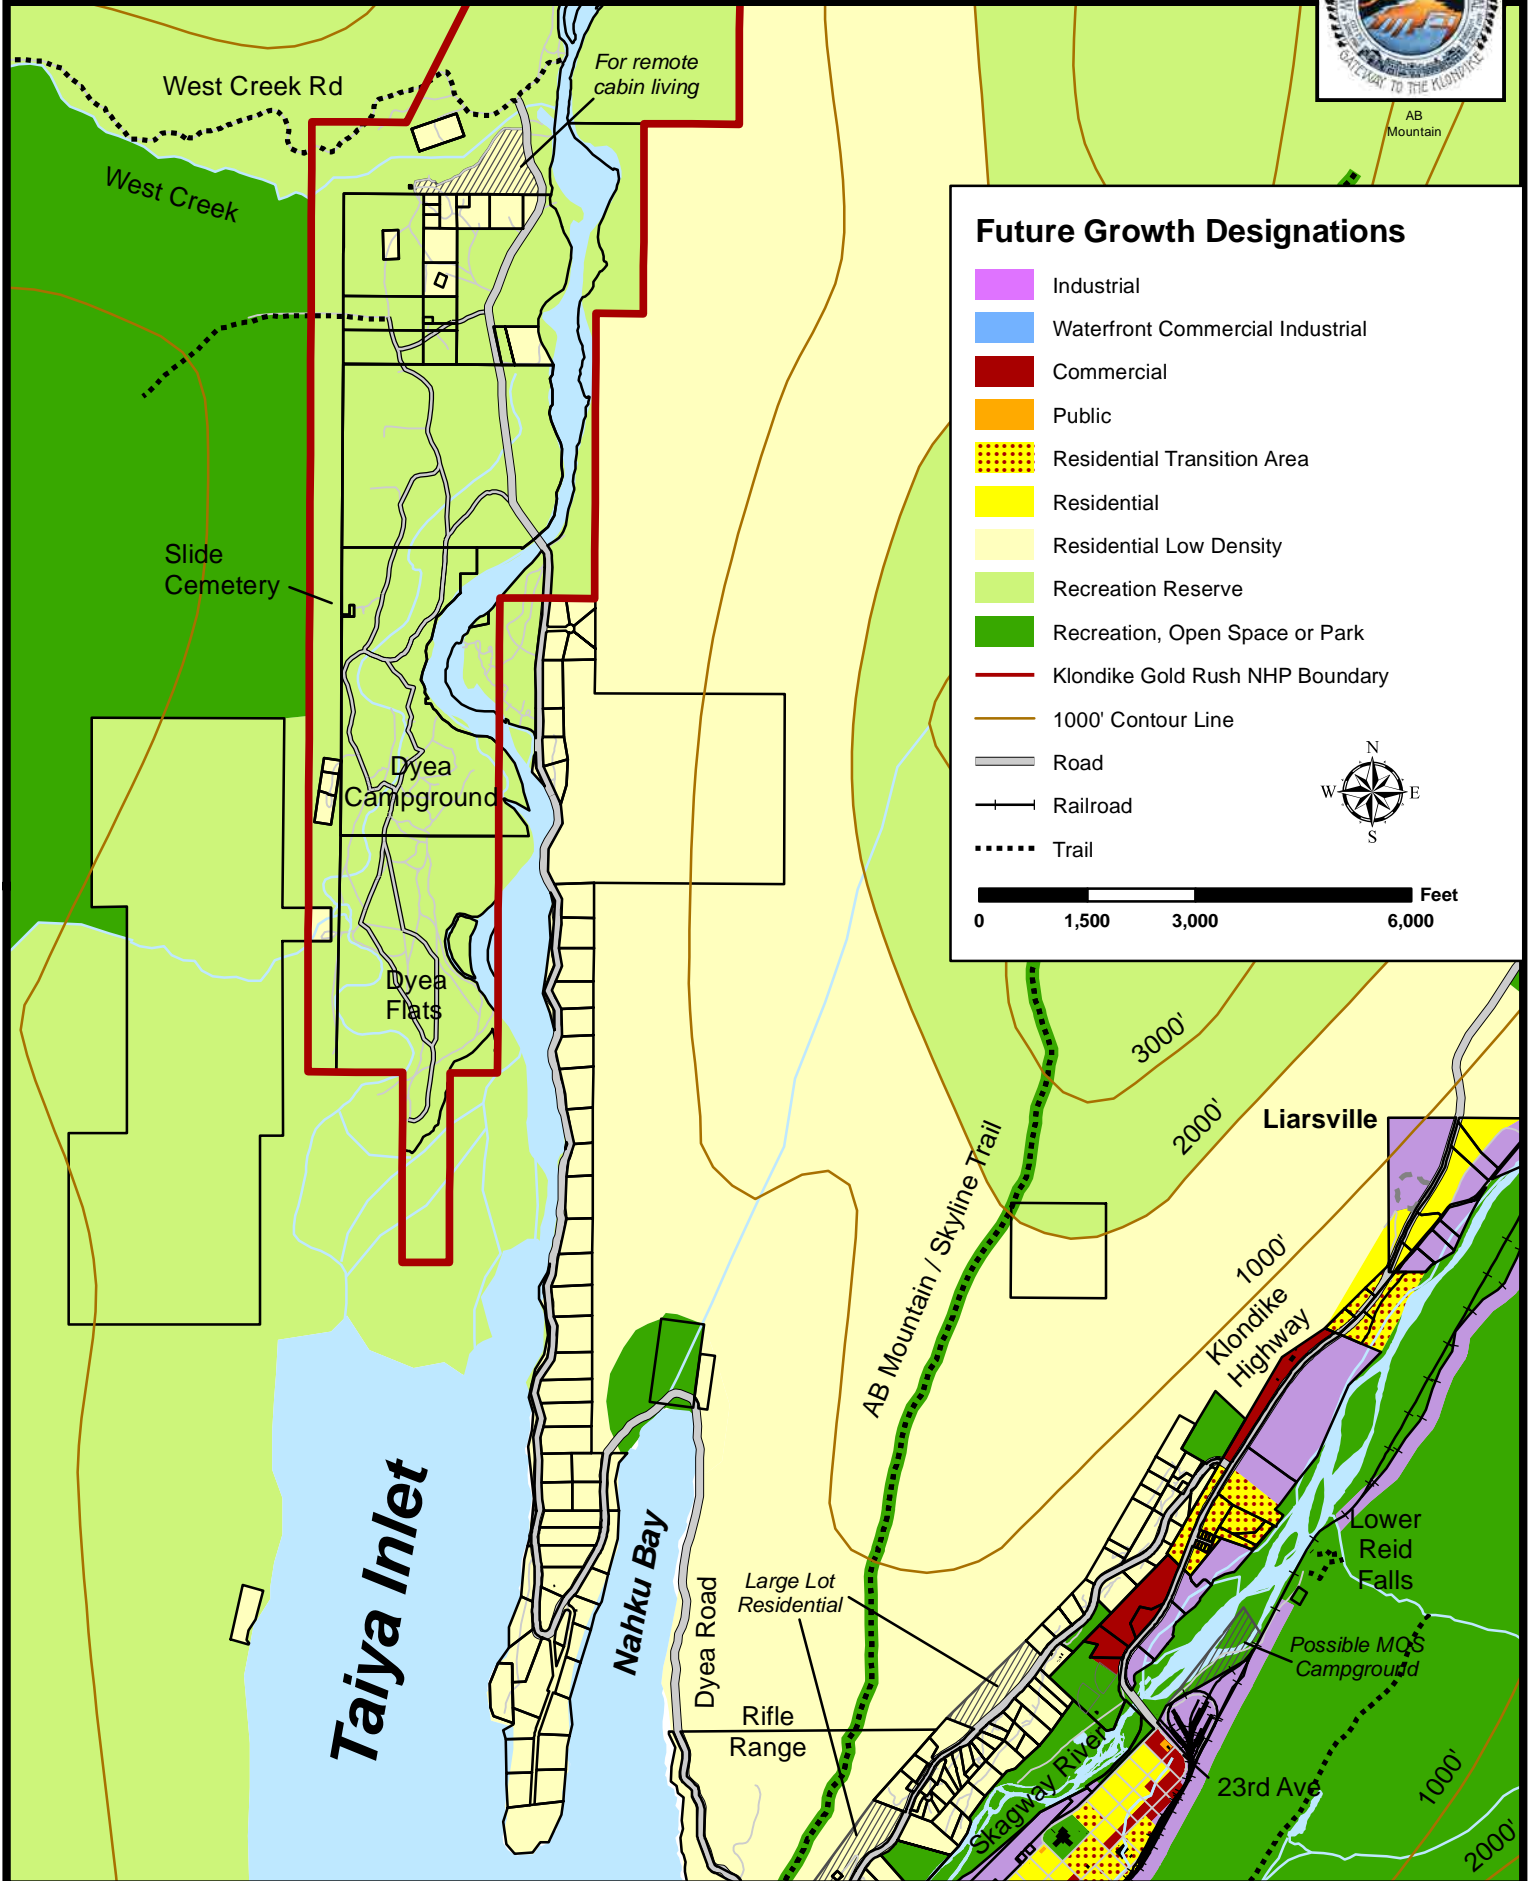 GATEWAY TO THE KLONDIKE
AB
Mountain
For remote
cabin living
West Creek Rd
West Creek
Future Growth Designations
Industrial
Waterfront Commercial Industrial
Commercial
Public
Residential Transition Area
Residential
Residential Low Density
Recreation Reserve
Recreation, Open Space or Park
Klondike Gold Rush NHP Boundary
1000' Contour Line
Road
Railroad
Trail
N
W
E
S
Feet
0
1,500
3,000
6,000
Slide
Cemetery
Dyea
Campground
Dyea
Flats
3000'
2000'
1000'
Liarsville
AB Mountain / Skyline Trail
Klondike
Highway
Taiya Inlet
Nahku Bay
Dyea Road
Large Lot
Residential
Rifle
Range
Lower
Reid
Falls
Possible MOS
Campground
Skagway River
23rd Ave
1000'
2000'